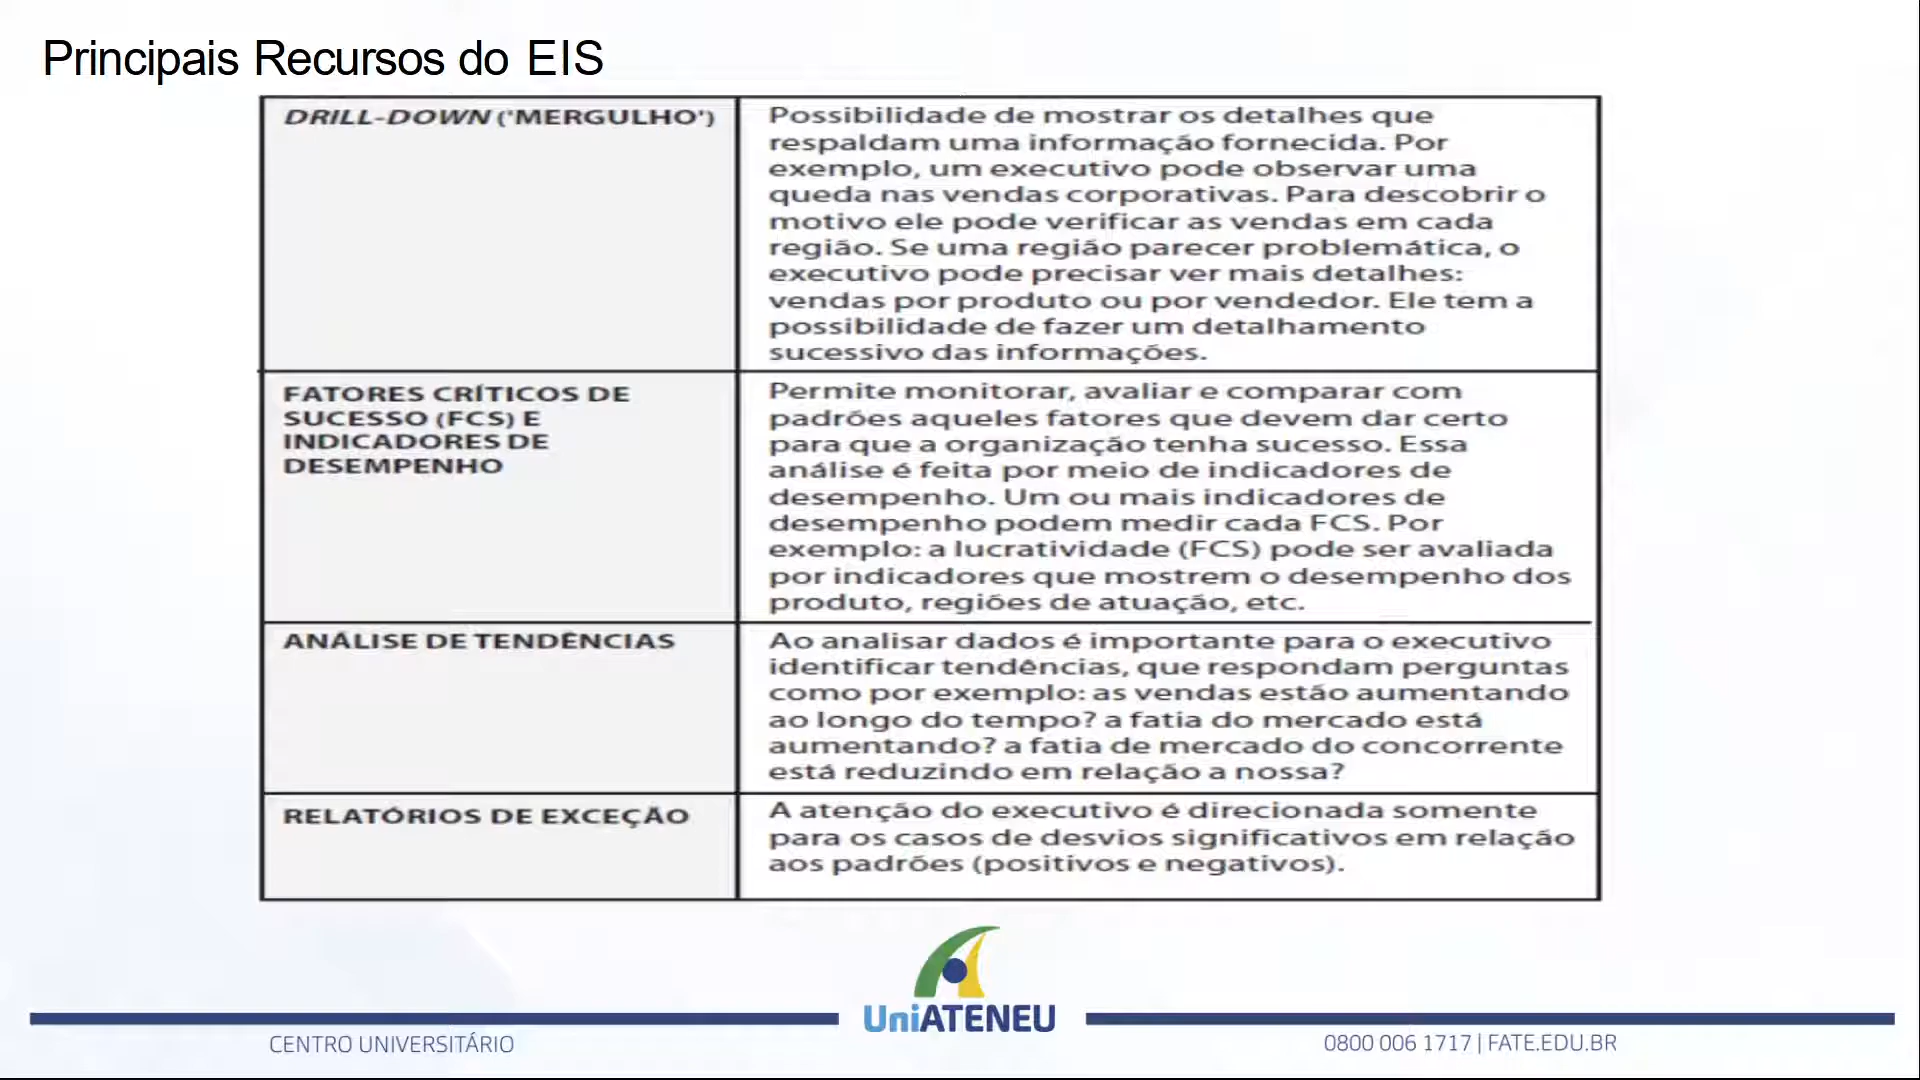 Principais Recursos do EIS
DRILL-DOWN ('MERGULHO')
Possibilidade de mostrar os detalhes que
respaldam uma informação fornecida. Por
exemplo, um executivo pode observar uma
queda nas vendas corporativas. Para descobrir o
motivo ele pode verificar as vendas em cada
região. Se uma região parecer problemática, o
executivo pode precisar ver mais detalhes:
vendas por produto ou por vendedor. Ele tem a
possibilidade de fazer um detalhamento
sucessivo das informações.
FATORES CRÍTICOS DE
SUCESSO (FCS) E
INDICADORES DE
DESEMPENHO
Permite monitorar, avaliar e comparar com
padrões aqueles fatores que devem dar certo
para que a organização tenha sucesso. Essa
análise é feita por meio de indicadores de
desempenho. Um ou mais indicadores de
desempenho podem medir cada FCS. Por
exemplo: a lucratividade (FCS) pode ser avaliada
por indicadores que mostrem o desempenho dos
produto, regiões de atuação, etc.
ANÁLISE DE TENDÊNCIAS
Ao analisar dados é importante para o executivo
identificar tendências, que respondam perguntas
como por exemplo: as vendas estão aumentando
ao longo do tempo? a fatia do mercado está
aumentando? a fatia de mercado do concorrente
está reduzindo em relação a nossa?
RELATÓRIOS DE EXCEÇÃO
A atenção do executivo é direcionada somente
para os casos de desvios significativos em relação
aos padrões (positivos e negativos).
UniATENEU
CENTRO UNIVERSITÁRIO
0800 006 1717 | FATE.EDU.BR